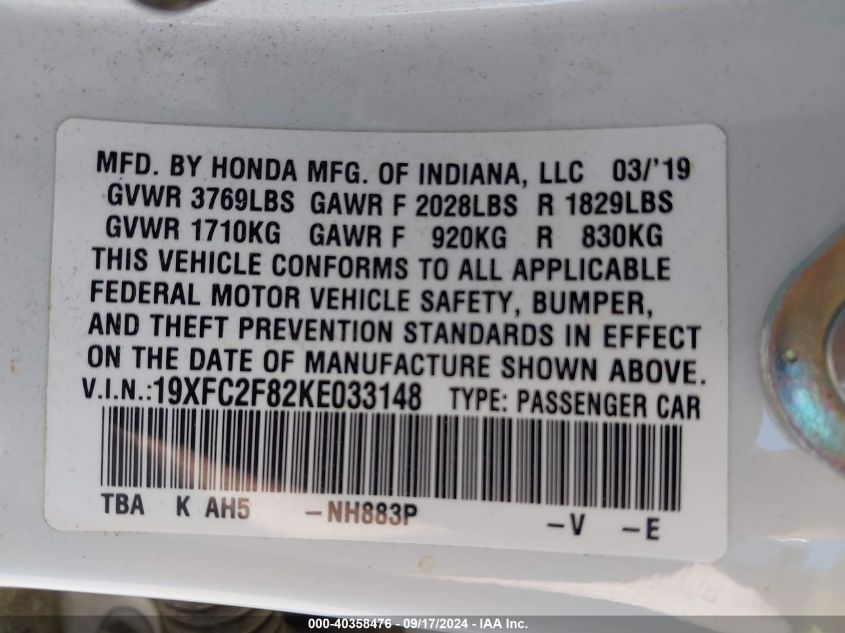 MFD. BY HONDA MFG. OF INDIANA, LLC 03/'19
GVWR 3769LBS GAWR F 2028LBS R 1829LBS
GVWR 1710KG GAWR F 920KG R 830KG
THIS VEHICLE CONFORMS TO ALL APPLICABLE
FEDERAL MOTOR VEHICLE SAFETY, BUMPER,
AND THEFT PREVENTION STANDARDS IN EFFECT
ON THE DATE OF MANUFACTURE SHOWN ABOVE.
V.I.N.:19XFC2F82KE033148 TYPE: PASSENGER CAR
TBA K AH5 –NH883P –V –E
000-40358476 - 09/17/2024 - IAA Inc.